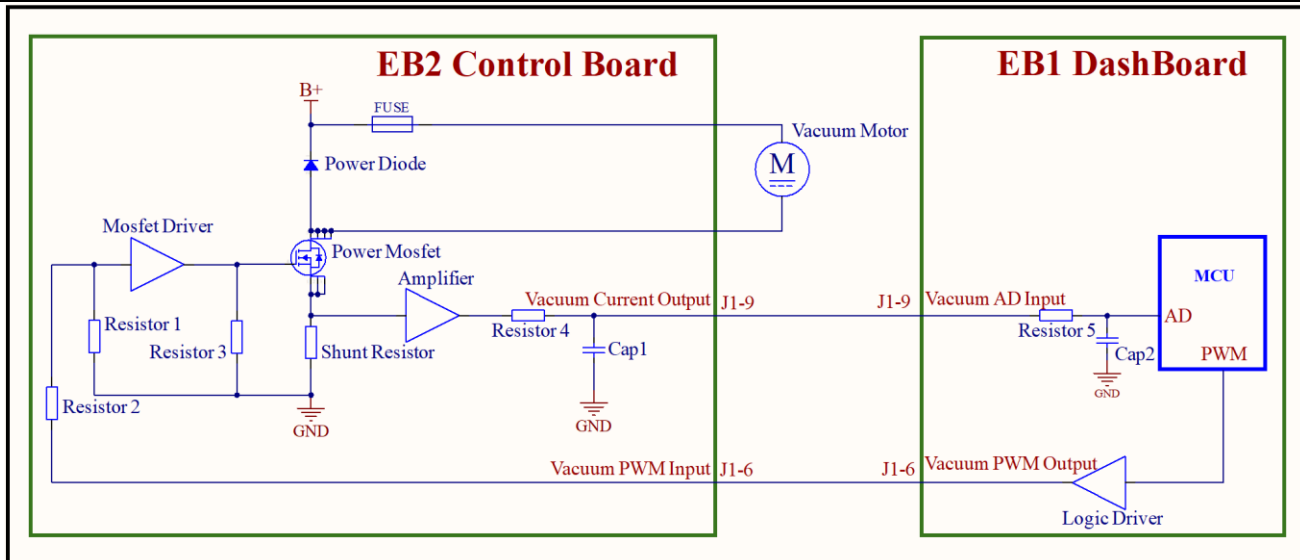 EB2 Control Board
EB1 DashBoard
B+
FUSE
Vacuum Motor
M
Power Diode
Mosfet Driver
Power Mosfet
Amplifier
MCU
Vacuum Current Output
J1-9
J1-9
Vacuum AD Input
AD
Resistor 1
Resistor 3
Shunt Resistor
Resistor 4
Cap1
Resistor 5
Cap2
PWM
GND
Resistor 2
GND
GND
Vacuum PWM Input
J1-6
J1-6
Vacuum PWM Output
Logic Driver